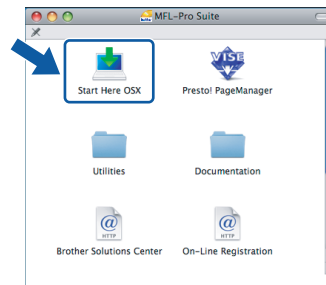 MFL-Pro Suite
Start Here OSX
VISE
Presto! PageManager
Utilities
Documentation
@
HTTP
@
HTTP
Brother Solutions Center
On-Line Registration